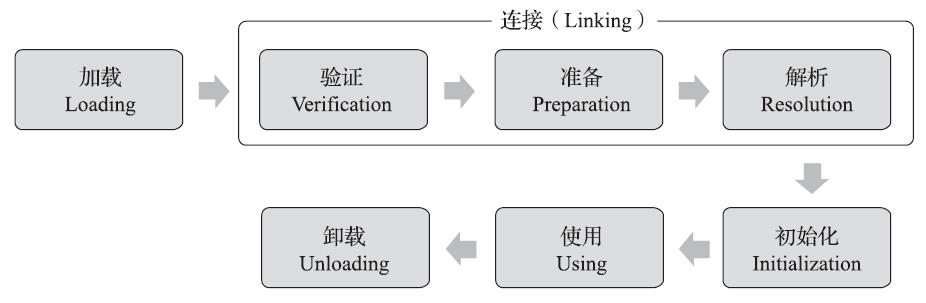 连接（Linking）
加载
Loading
验证
Verification
准备
Preparation
解析
Resolution
初始化
Initialization
使用
Using
卸载
Unloading